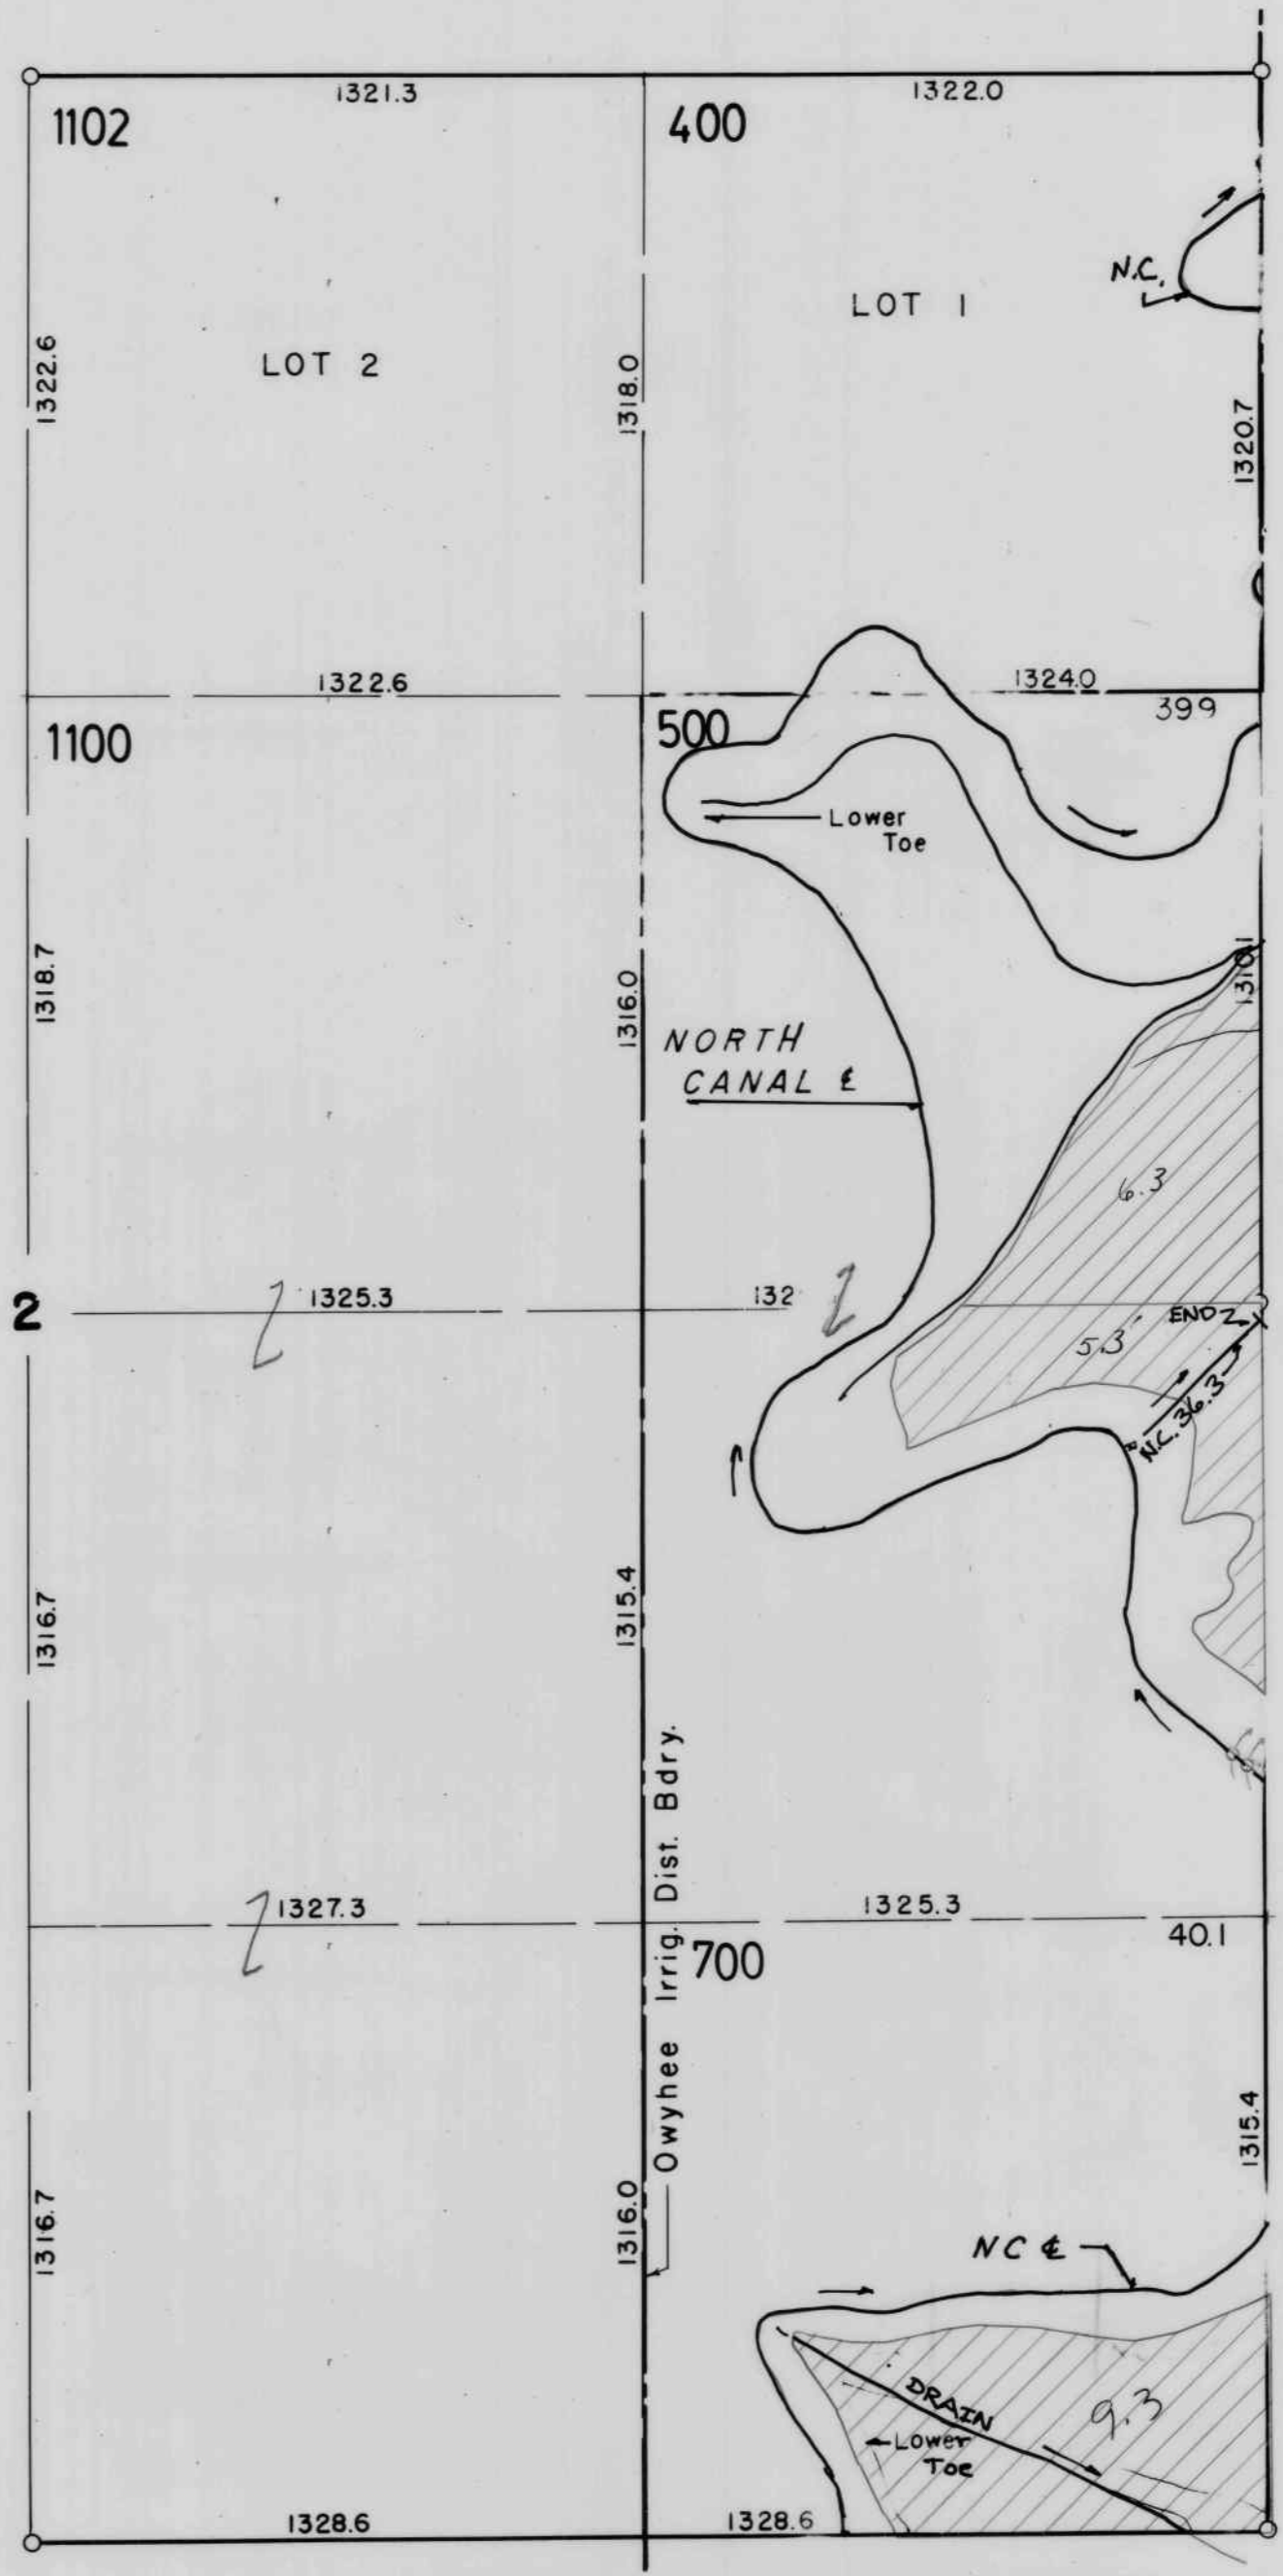 1321.3
1322.0
1102
400
N.C.
LOT 1
LOT 2
1322.6
1318.0
1320.7
1322.6
1324.0
399
1100
500
Lower
Toe
1318.7
1316.0
NORTH
CANAL ℄
6.3
2
1325.3
132
END
5.3
N.C. 36.3
1316.7
1315.4
Owyhee Irrig. Dist. Bdry.
1327.3
1325.3
40.1
700
1315.4
1316.7
1316.0
NC ℄
DRAIN
9.3
Lower
Toe
1328.6
1328.6